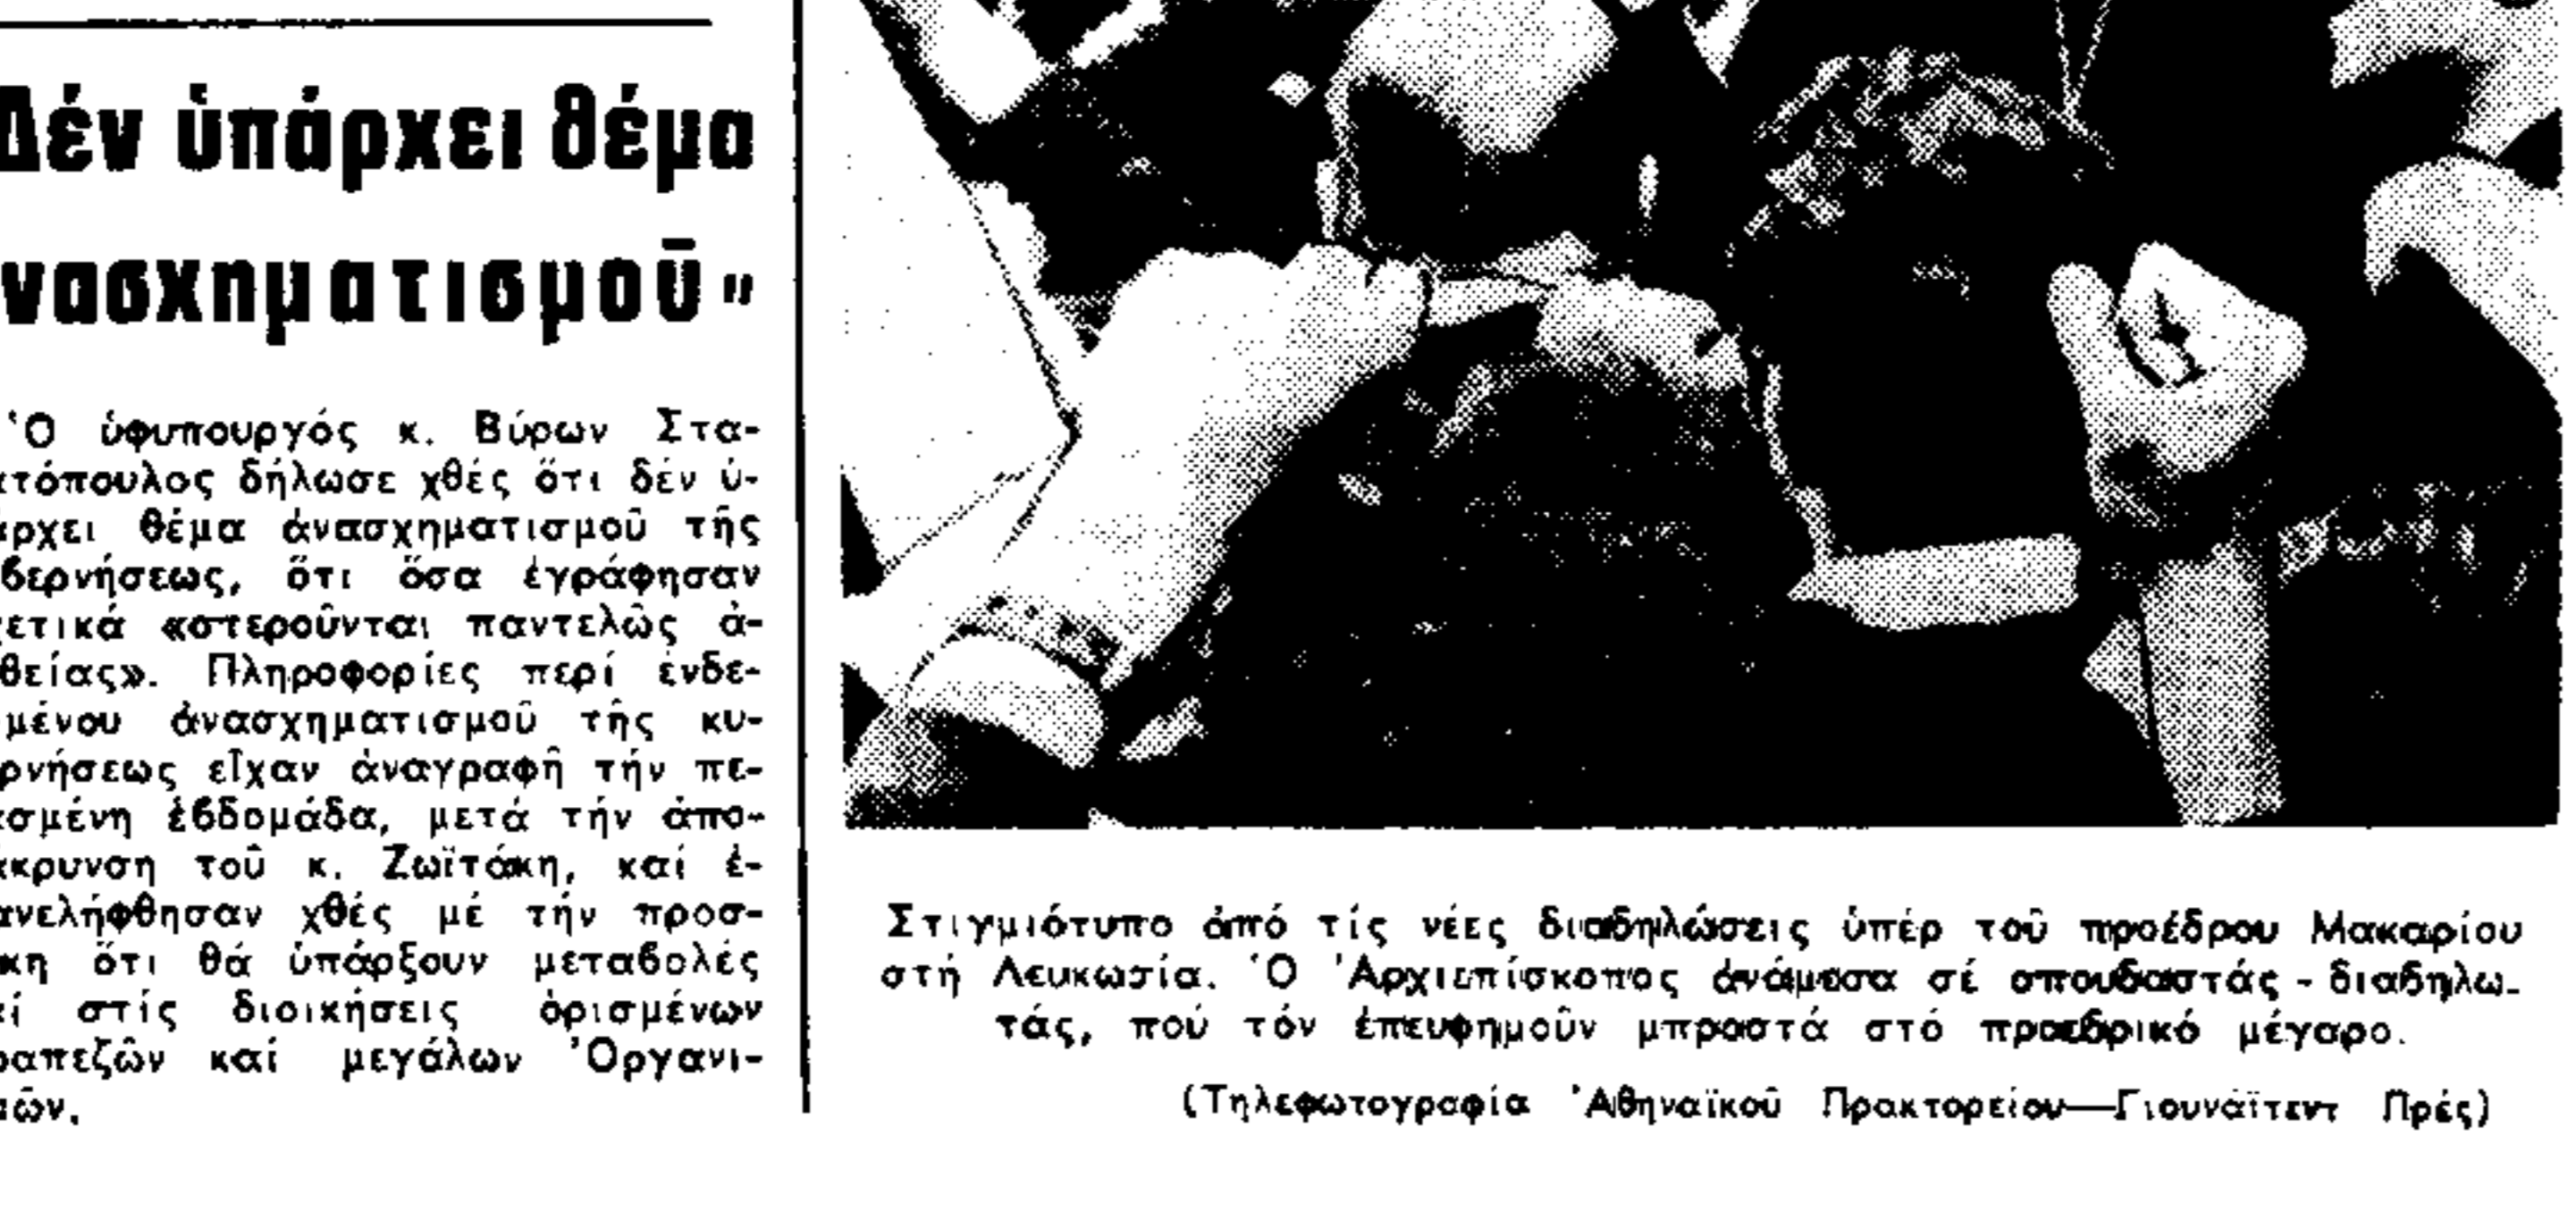 Δέν ὑπάρχει θέμα
νασχηματισμοῦ»
Ὁ ὑφυπουργός κ. Βύρων Στα-
τόπουλος δήλωσε χθές ὅτι δέν ὑ-
άρχει θέμα ἀνασχηματισμοῦ τῆς
βερνήσεως, ὅτι ὅσα ἐγράφησαν
χετικά «στεροῦνται παντελῶς ἀ-
θείας». Πληροφορίες περί ἐνδε-
μένου ἀνασχηματισμοῦ τῆς κυ-
ρνήσεως εἶχαν ἀναγραφῆ τήν πε-
σμένη ἑβδομάδα, μετά τήν ἀπο-
κρυνση τοῦ κ. Ζωϊτάκη, καί ἐ-
ανελήφθησαν χθές μέ τήν προσ-
κη ὅτι θά ὑπάρξουν μεταβολές
ί στίς διοικήσεις ὁρισμένων
ραπεζῶν καί μεγάλων Ὀργανι-
ῶν.
Στιγμιότυπο ἀπό τίς νέες διαδηλώσεις ὑπέρ τοῦ προέδρου Μακαρίου
στή Λευκωσία. Ὁ Ἀρχιεπίσκοπος ἀνάμεσα σέ σπουδαστάς - διαδηλω-
τάς, πού τόν ἐπευφημοῦν μπροστά στό προεδρικό μέγαρο.
(Τηλεφωτογραφία Ἀθηναϊκοῦ Πρακτορείου—Γιουνάϊτεντ Πρές)